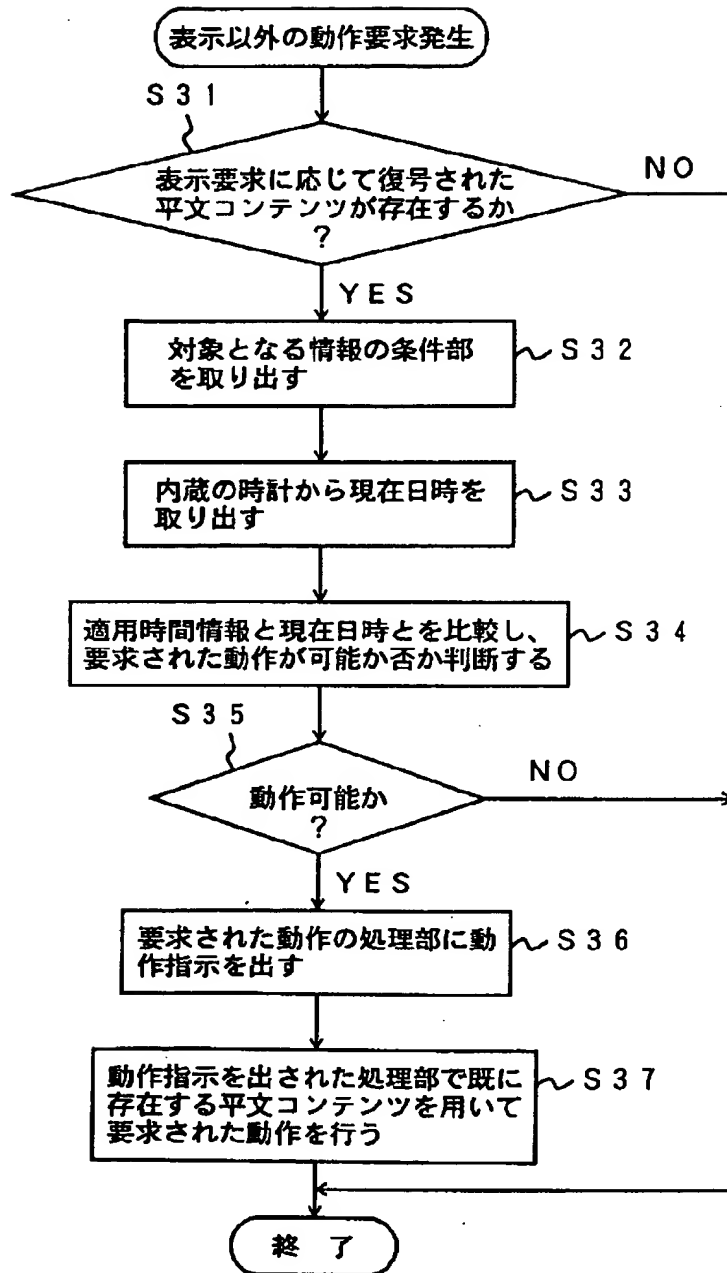 表示以外の動作要求発生
S31
表示要求に応じて復号された
平文コンテンツが存在するか
?
NO
YES
対象となる情報の条件部
を取り出す
S32
内蔵の時計から現在日時を
取り出す
S33
適用時間情報と現在日時とを比較し、
要求された動作が可能か否か判断する
S34
S35
動作可能か
?
NO
YES
要求された動作の処理部に動
作指示を出す
S36
動作指示を出された処理部で既に
存在する平文コンテンツを用いて
要求された動作を行う
S37
終 了